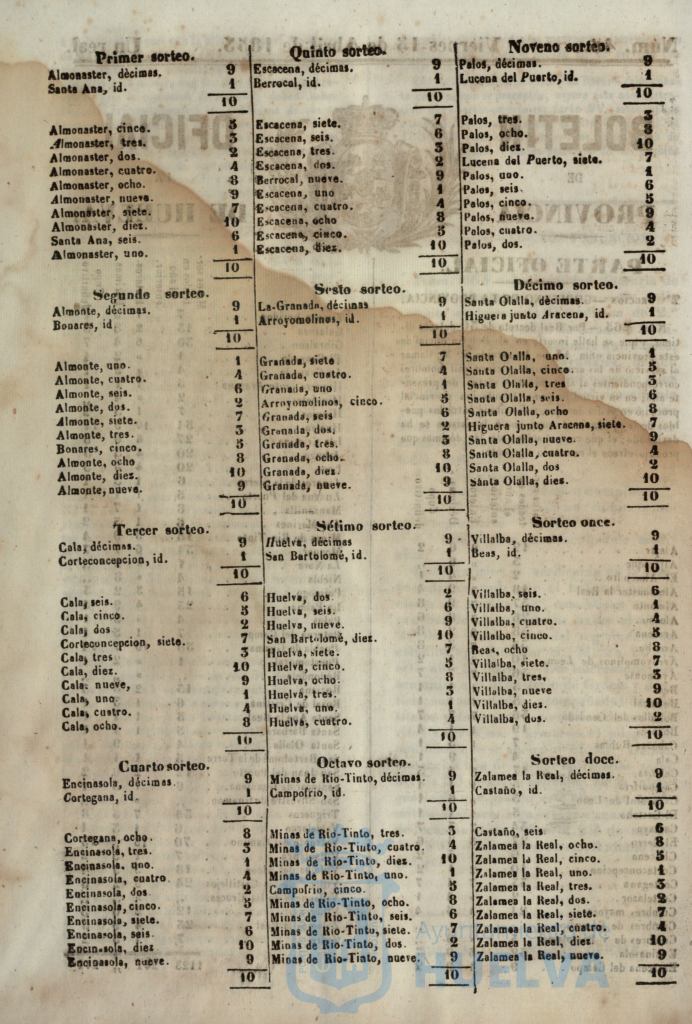 Primer sorteo.
Almonaster, décimas. 9
Santa Ana, id. 1
10
Almonaster, cinco. 5
Almonaster, tres. 3
Almonaster, dos. 2
Almonaster, cuatro. 4
Almonaster, ocho. 8
Almonaster, nueve. 9
Almonaster, siete. 7
Almonaster, diez. 10
Santa Ana, seis. 6
Almonaster, uno. 1
10
Segundo sorteo.
Almonte, décimas. 9
Bonares, id 1
10
Almonte, uno. 1
Almonte, cuatro. 4
Almonte, seis. 6
Almonte, dos. 2
Almonte, siete. 7
Almonte, tres. 3
Bonares, cinco. 5
Almonte, ocho 8
Almonte, diez. 10
Almonte, nueve. 9
10
Tercer sorteo.
Cala, décimas. 9
Corteconcepcion, id. 1
10
Cala, seis. 6
Cala, cinco. 5
Cala, dos 2
Corteconcepcion, siete. 7
Cala, tres 3
Cala, diez. 10
Cala. nueve, 9
Cala, uno 1
Cala, cuatro. 4
Cala, ocho. 8
10
Cuarto sorteo.
Encinasola, décimas. 9
Cortegana, id. 1
10
Cortegana, ocho. 8
Encinasola, tres. 3
Encinasola, uno. 1
Encinasola, cuatro 4
Encinasola, dos 2
Encinasola, cinco. 5
Encinasola, siete. 7
Encinasola, seis. 6
Encinasola, diez 10
Encinasola, nueve. 9
10
Quinto sorteo.
Escacena, décimas. 9
Berrocal, id. 1
10
Escacena, siete. 7
Escacena, seis. 6
Escacena, tres. 3
Escacena, dos. 2
Berrocal, nueve. 9
Escacena, uno 1
Escacena, cuatro. 4
Escacena, ocho 8
Escacena, cinco. 5
Escacena, diez. 10
10
Sesto sorteo.
La-Granada, décimas 9
Arroyomolinos, id. 1
10
Granada, siete 7
Granada, cuatro. 4
Granada, uno 1
Arroyomolinos, cinco. 5
Granada, seis 6
Granada, dos, 2
Granada, tres. 3
Granada, ocho. 8
Granada, diez. 10
Granada, nueve. 9
10
Sétimo sorteo.
Huelva, décimas 9
San Bartolomé, id. 1
10
Huelva, dos 2
Huelva, seis. 6
Huelva, nueve. 9
San Bartolomé, diez. 10
Huelva, siete. 7
Huelva, cinco. 5
Huelva, ocho. 8
Huelva, tres. 3
Huelva, uno. 1
Huelva, cuatro. 4
10
Octavo sorteo.
Minas de Rio-Tinto, décimas. 9
Campofrio, id. 1
10
Minas de Rio-Tinto, tres. 3
Minas de Rio-Tinto, cuatro. 4
Minas de Rio-Tinto, diez. 10
Minas de Rio-Tinto, uno. 1
Campofrio, cinco. 5
Minas de Rio-Tinto, ocho. 8
Minas de Rio-Tinto, seis. 6
Minas de Rio-Tinto, siete. 7
Minas de Rio-Tinto, dos. 2
Minas de Rio-Tinto, nueve. 9
10
Noveno sorteo.
Palos, décimas. 9
Lucena del Puerto, id. 1
10
Palos, tres. 3
Palos, ocho. 8
Palos, diez. 10
Lucena del Puerto, siete. 7
Palos, uno. 1
Palos, seis. 6
Palos, cinco. 5
Palos, nueve. 9
Palos, cuatro. 4
Palos, dos. 2
10
Décimo sorteo.
Santa Olalla, décimas. 9
Higuera junto Aracena, id. 1
10
Santa Olalla, uno. 1
Santa Olalla, cinco. 5
Santa Olalla, tres 3
Santa Olalla, seis. 6
Santa Olalla, ocho 8
Higuera junto Aracena, siete. 7
Santa Olalla, nueve. 9
Santa Olalla, cuatro. 4
Santa Olalla, dos 2
Santa Olalla, diez. 10
10
Sorteo once.
Villalba, décimas. 9
Beas, id. 1
10
Villalba, seis. 6
Villalba, uno. 1
Villalba, cuatro. 4
Villalba, cinco. 5
Beas, ocho 8
Villalba, siete. 7
Villalba, tres, 3
Villalba, nueve 9
Villalba, diez. 10
Villalba, dos. 2
10
Sorteo doce.
Zalamea la Real, décimas. 9
Castaño, id. 1
10
Castaño, seis 6
Zalamea la Real, ocho. 8
Zalamea la Real, cinco. 5
Zalamea la Real, uno. 1
Zalamea la Real, tres. 3
Zalamea la Real, dos. 2
Zalamea la Real, siete. 7
Zalamea la Real, cuatro. 4
Zalamea la Real, diez 10
Zalamea la Real, nueve. 9
10
HUELVA